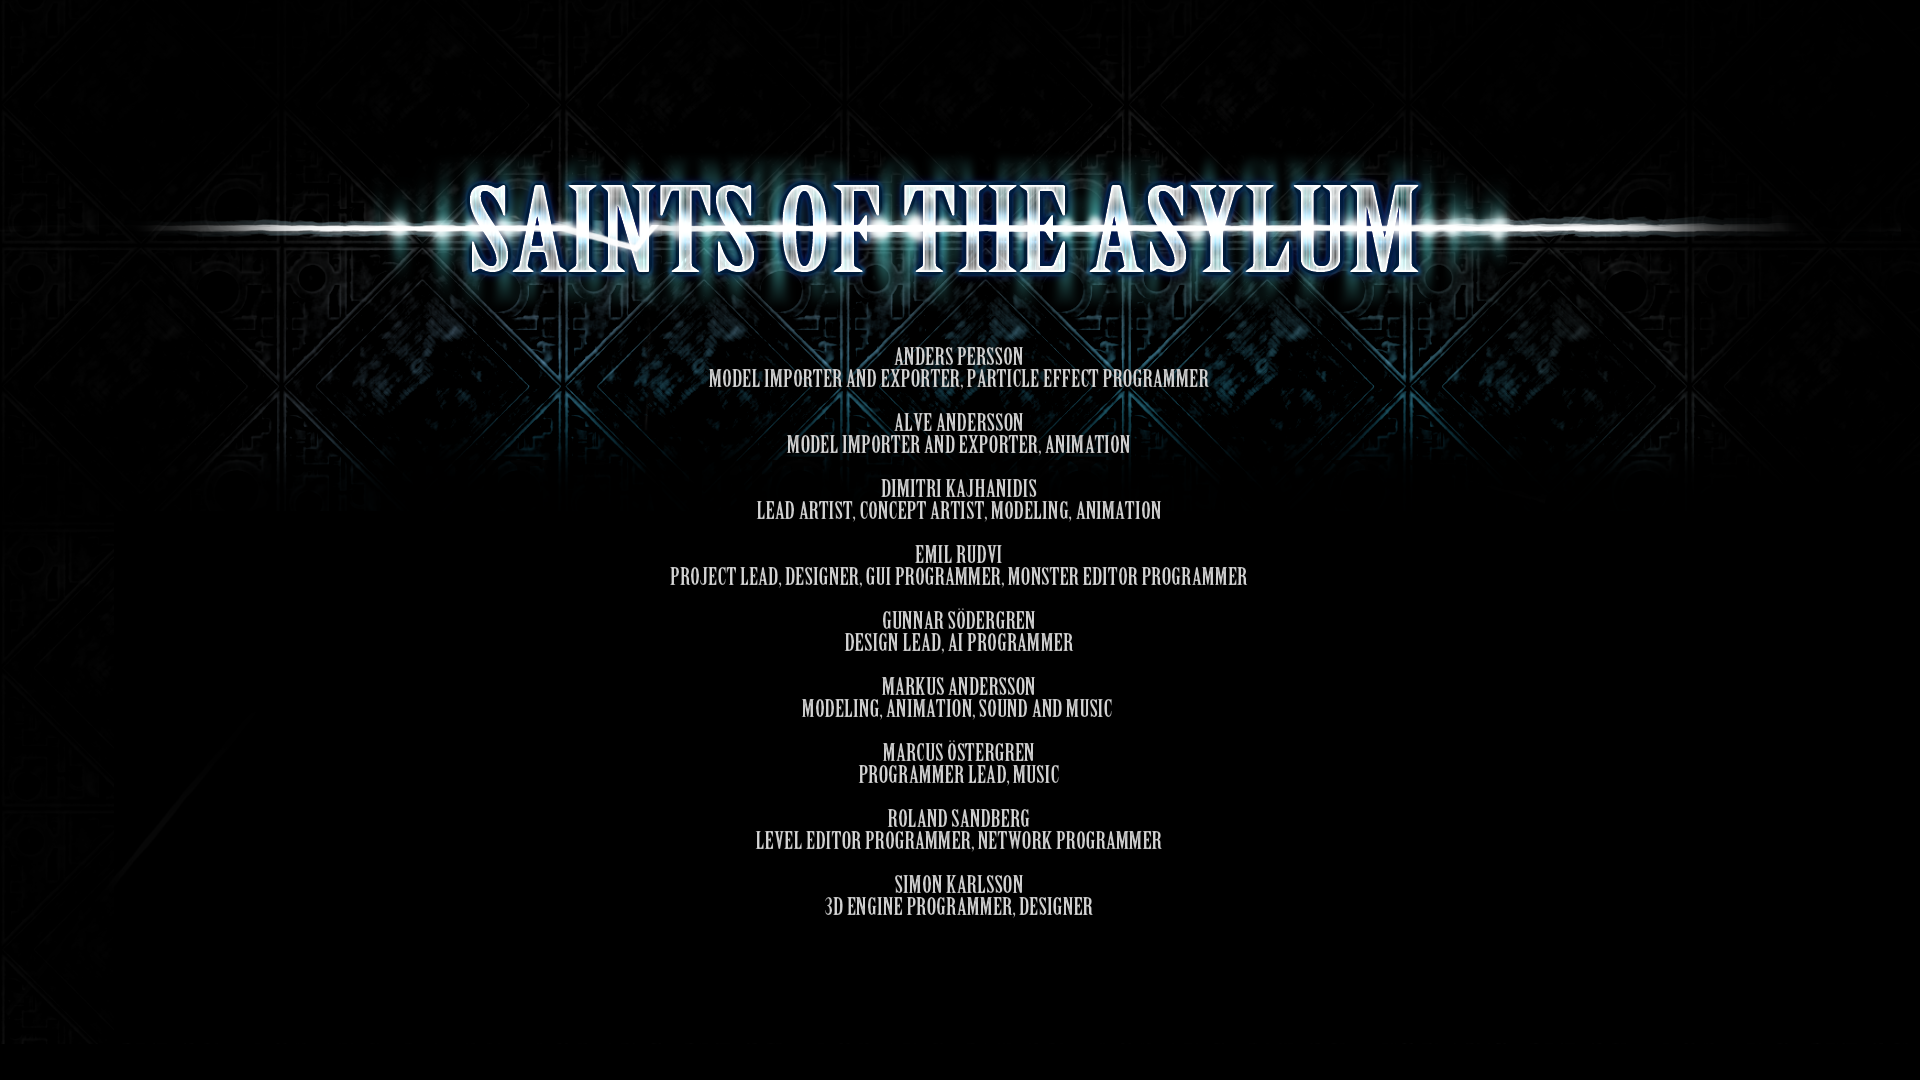 SAINTS OF THE ASYLUM
ANDERS PERSSON
MODEL IMPORTER AND EXPORTER, PARTICLE EFFECT PROGRAMMER
ALVE ANDERSSON
MODEL IMPORTER AND EXPORTER, ANIMATION
DIMITRI KAJHANIDIS
LEAD ARTIST, CONCEPT ARTIST, MODELING, ANIMATION
EMIL RUDVI
PROJECT LEAD, DESIGNER, GUI PROGRAMMER, MONSTER EDITOR PROGRAMMER
GUNNAR SÖDERGREN
DESIGN LEAD, AI PROGRAMMER
MARKUS ANDERSSON
MODELING, ANIMATION, SOUND AND MUSIC
MARCUS ÖSTERGREN
PROGRAMMER LEAD, MUSIC
ROLAND SANDBERG
LEVEL EDITOR PROGRAMMER, NETWORK PROGRAMMER
SIMON KARLSSON
3D ENGINE PROGRAMMER, DESIGNER